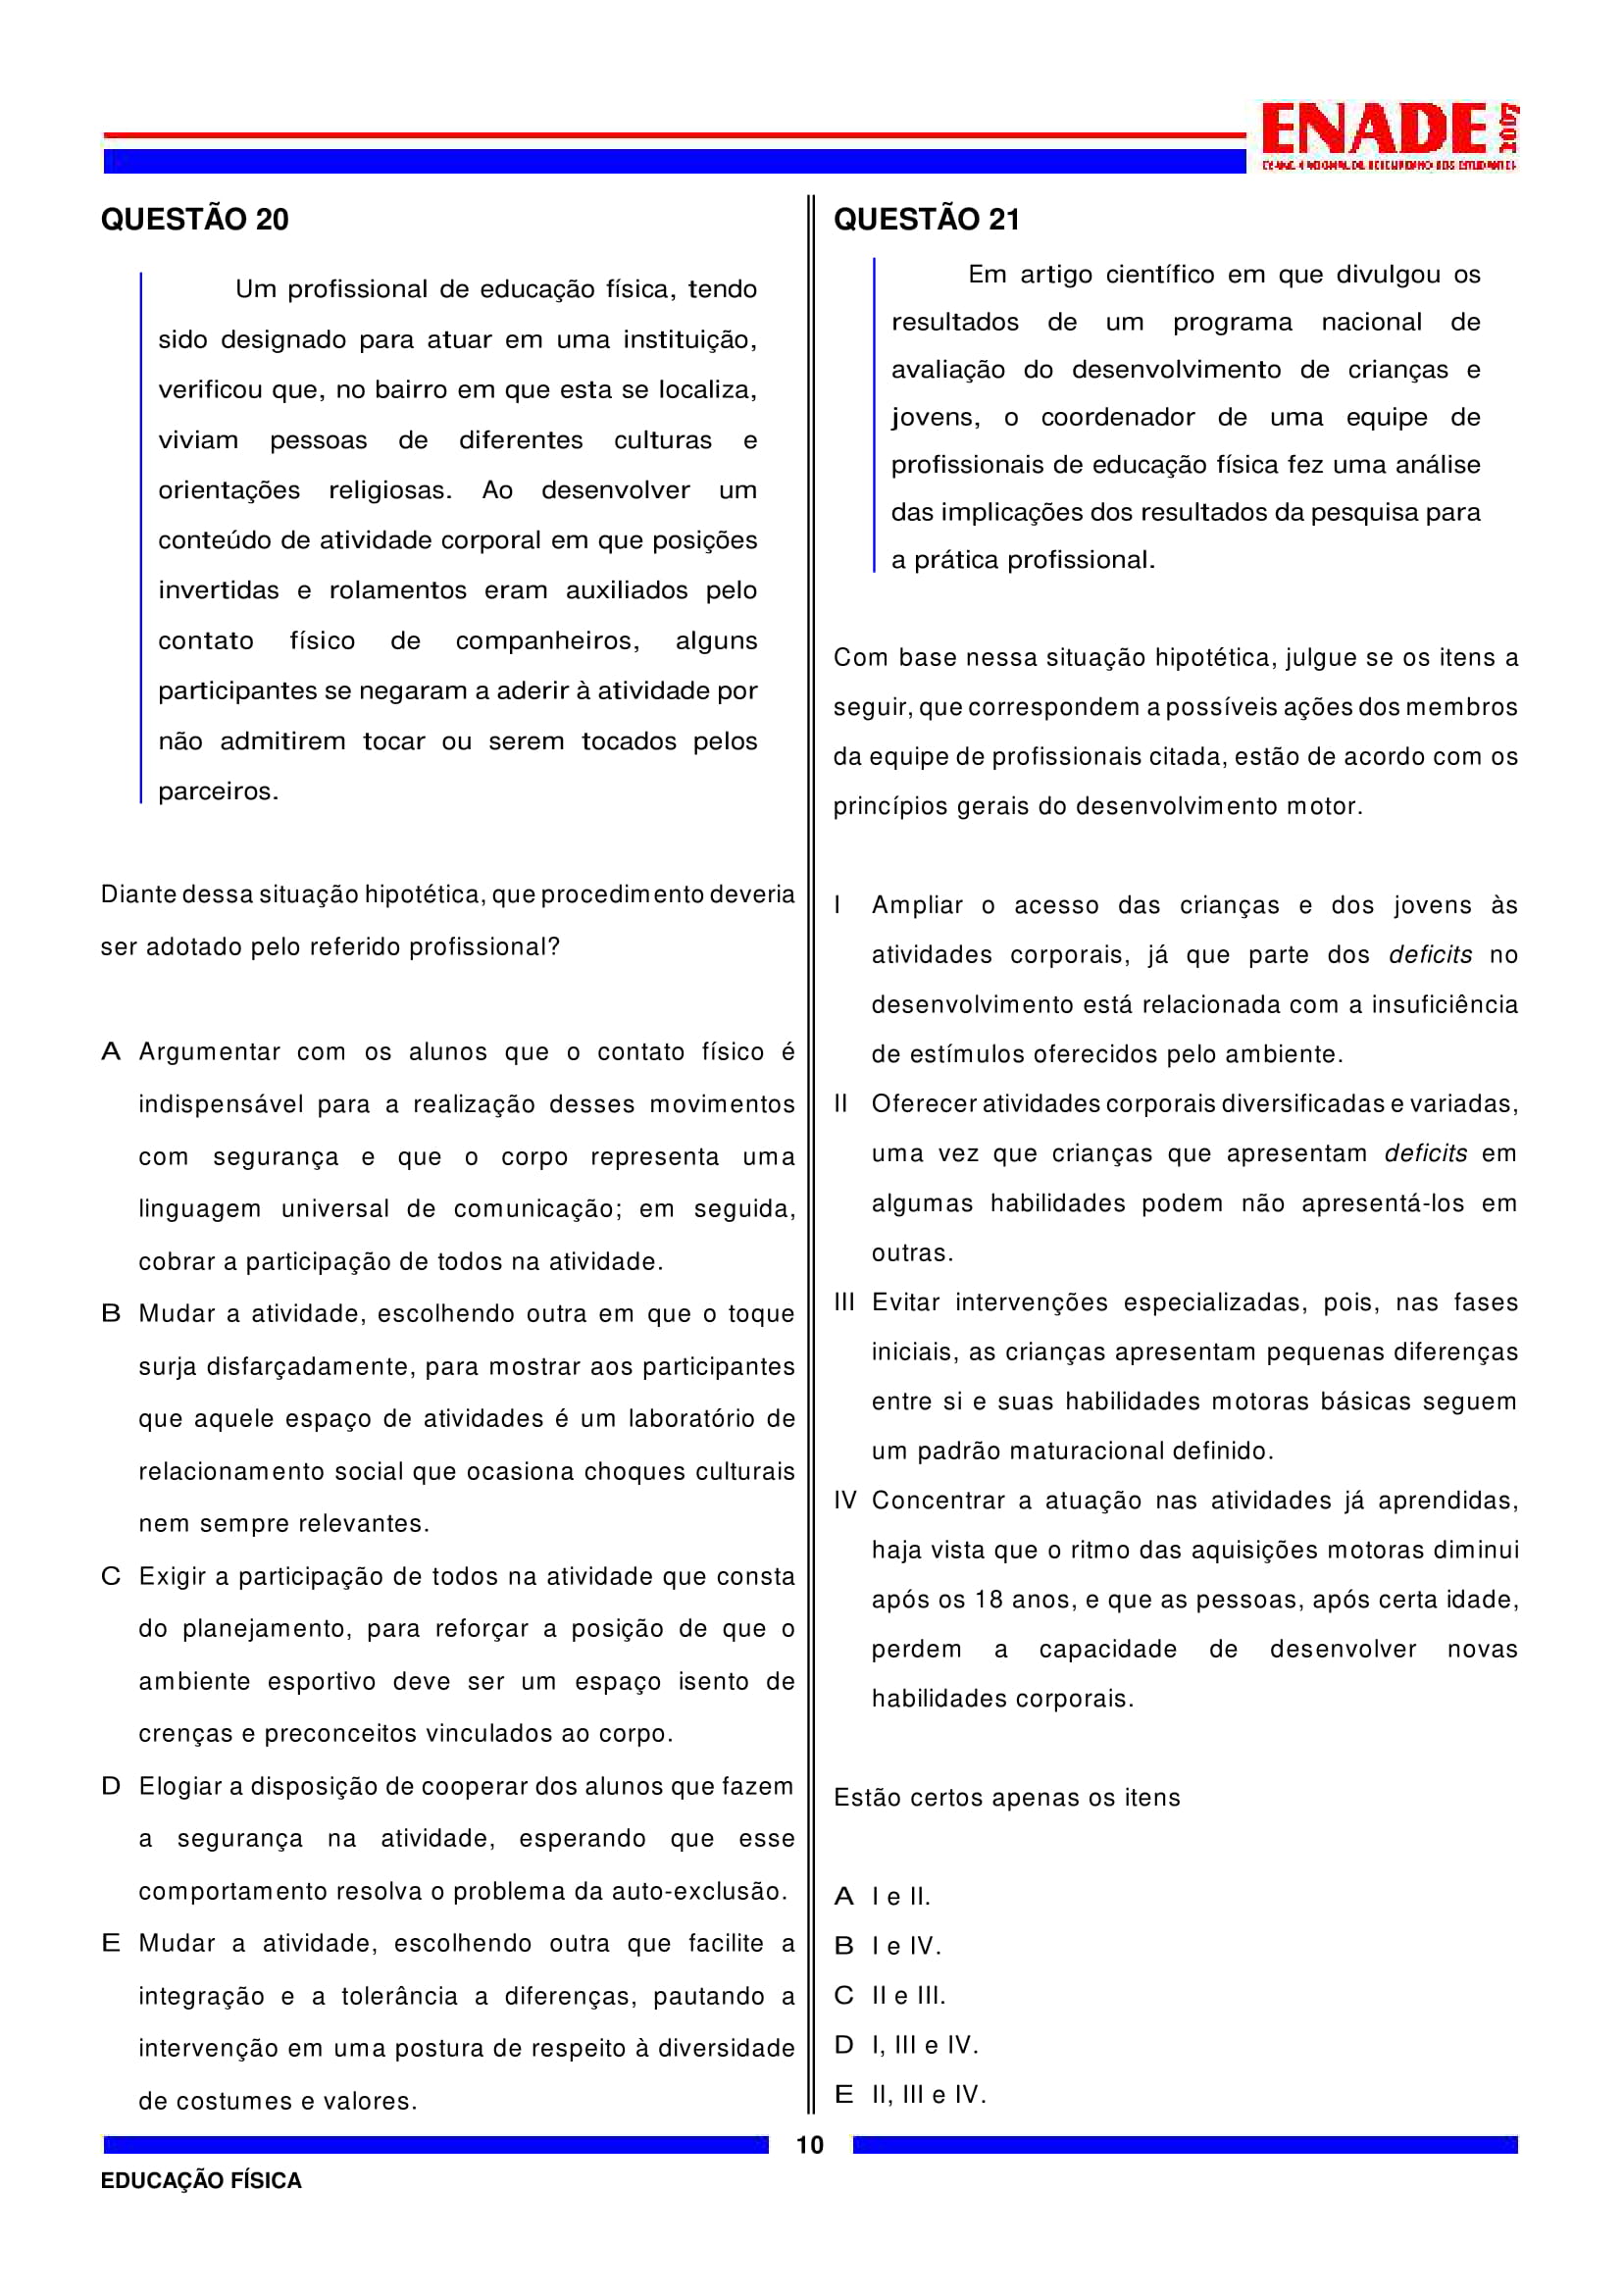 ENADE
QUESTÃO 20
Um profissional de educação física, tendo
sido designado para atuar em uma instituição,
verificou que, no bairro em que esta se localiza,
viviam pessoas de diferentes culturas e
orientações religiosas. Ao desenvolver um
conteúdo de atividade corporal em que posições
invertidas e rolamentos eram auxiliados pelo
contato físico de companheiros, alguns
participantes se negaram a aderir à atividade por
não admitirem tocar ou serem tocados pelos
parceiros.
Diante dessa situação hipotética, que procedimento deveria
ser adotado pelo referido profissional?
A Argumentar com os alunos que o contato físico é
indispensável para a realização desses movimentos
com segurança e que o corpo representa uma
linguagem universal de comunicação; em seguida,
cobrar a participação de todos na atividade.
B Mudar a atividade, escolhendo outra em que o toque
surja disfarçadamente, para mostrar aos participantes
que aquele espaço de atividades é um laboratório de
relacionamento social que ocasiona choques culturais
nem sempre relevantes.
C Exigir a participação de todos na atividade que consta
do planejamento, para reforçar a posição de que o
ambiente esportivo deve ser um espaço isento de
crenças e preconceitos vinculados ao corpo.
D Elogiar a disposição de cooperar dos alunos que fazem
a segurança na atividade, esperando que esse
comportamento resolva o problema da auto-exclusão.
E Mudar a atividade, escolhendo outra que facilite a
integração e a tolerância a diferenças, pautando a
intervenção em uma postura de respeito à diversidade
de costumes e valores.
QUESTÃO 21
Em artigo científico em que divulgou os
resultados de um programa nacional de
avaliação do desenvolvimento de crianças e
jovens, o coordenador de uma equipe de
profissionais de educação física fez uma análise
das implicações dos resultados da pesquisa para
a prática profissional.
Com base nessa situação hipotética, julgue se os itens a
seguir, que correspondem a possíveis ações dos membros
da equipe de profissionais citada, estão de acordo com os
princípios gerais do desenvolvimento motor.
I Ampliar o acesso das crianças e dos jovens às
atividades corporais, já que parte dos deficits no
desenvolvimento está relacionada com a insuficiência
de estímulos oferecidos pelo ambiente.
II Oferecer atividades corporais diversificadas e variadas,
uma vez que crianças que apresentam deficits em
algumas habilidades podem não apresentá-los em
outras.
III Evitar intervenções especializadas, pois, nas fases
iniciais, as crianças apresentam pequenas diferenças
entre si e suas habilidades motoras básicas seguem
um padrão maturacional definido.
IV Concentrar a atuação nas atividades já aprendidas,
haja vista que o ritmo das aquisições motoras diminui
após os 18 anos, e que as pessoas, após certa idade,
perdem a capacidade de desenvolver novas
habilidades corporais.
Estão certos apenas os itens
A I e II.
B I e IV.
C II e III.
D I, III e IV.
E II, III e IV.
10
EDUCAÇÃO FÍSICA